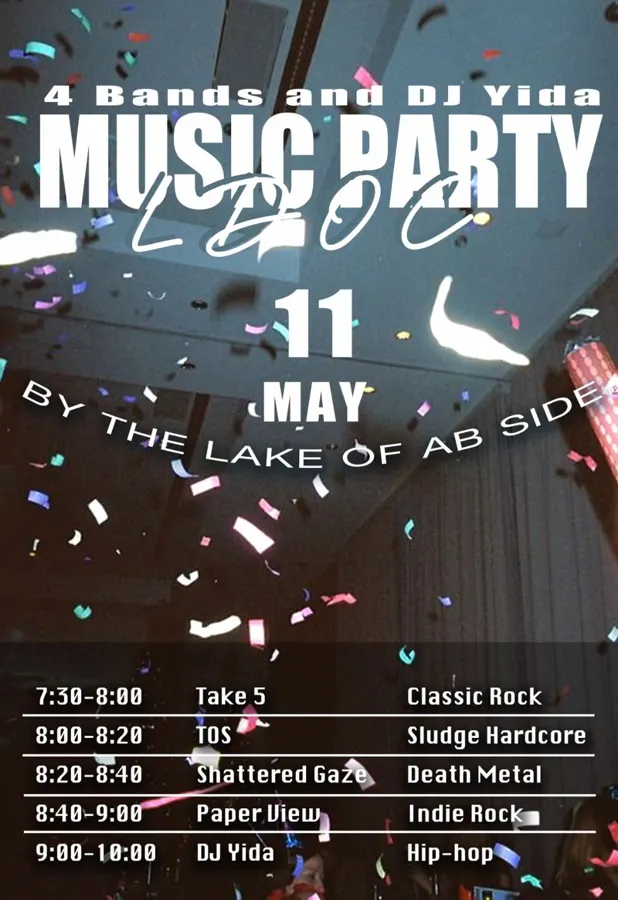 4 Bands and DJ Yida
MUSIC PARTY
LDOC
11
MAY
BY THE LAKE OF AB SIDE
7:30-8:00 Take 5 Classic Rock
8:00-8:20 TOS Sludge Hardcore
8:20-8:40 Shattered Gaze Death Metal
8:40-9:00 Paper View Indie Rock
9:00-10:00 DJ Yida Hip-hop